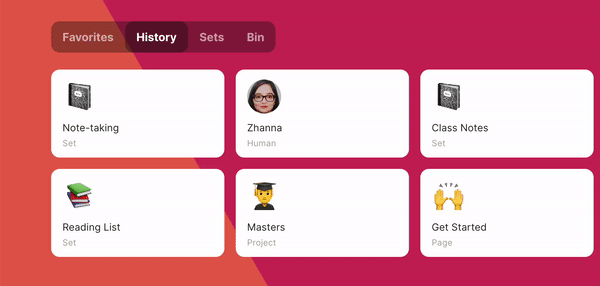 Favorites History Sets Bin
Note-taking
Set
Zhanna
Human
Class Notes
Set
Reading List
Set
Masters
Project
Get Started
Page